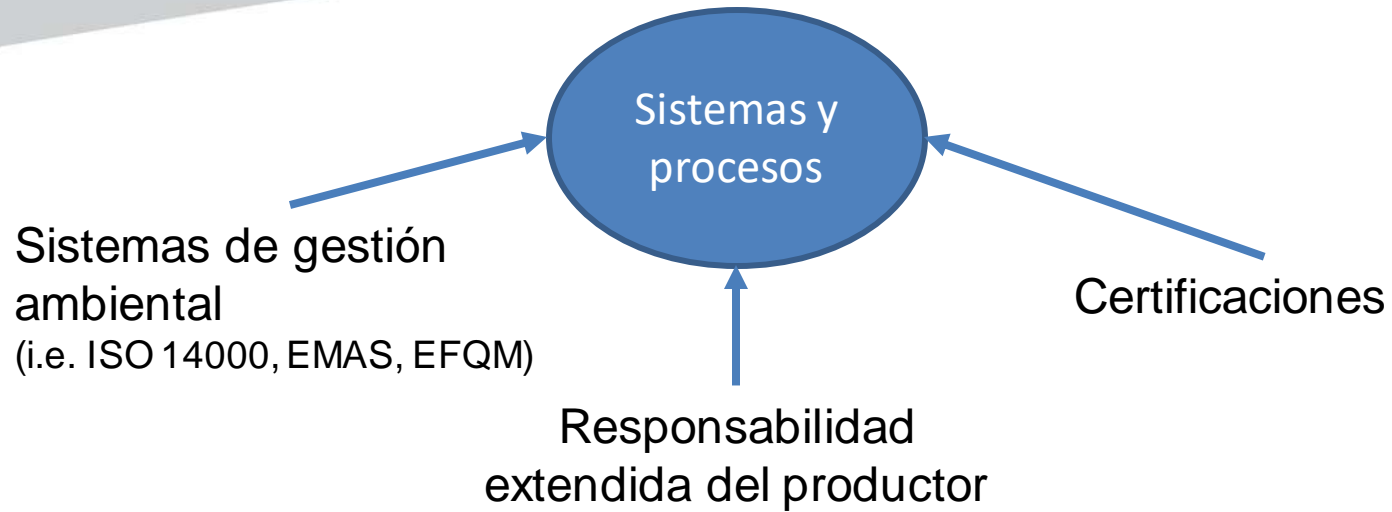 Sistemas y
procesos
Sistemas de gestión
ambiental
(i.e. ISO 14000, EMAS, EFQM)
Certificaciones
Responsabilidad
extendida del productor